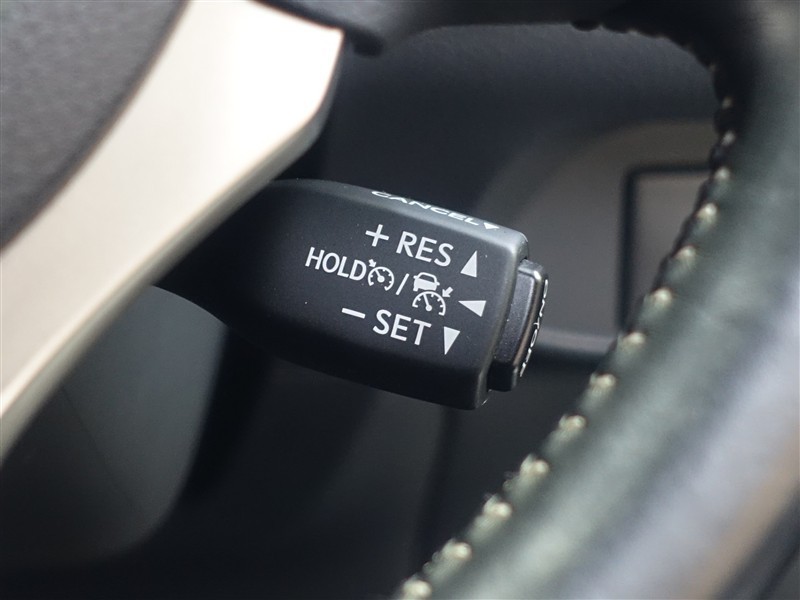 CANCEL
+ RES
HOLD /
- SET